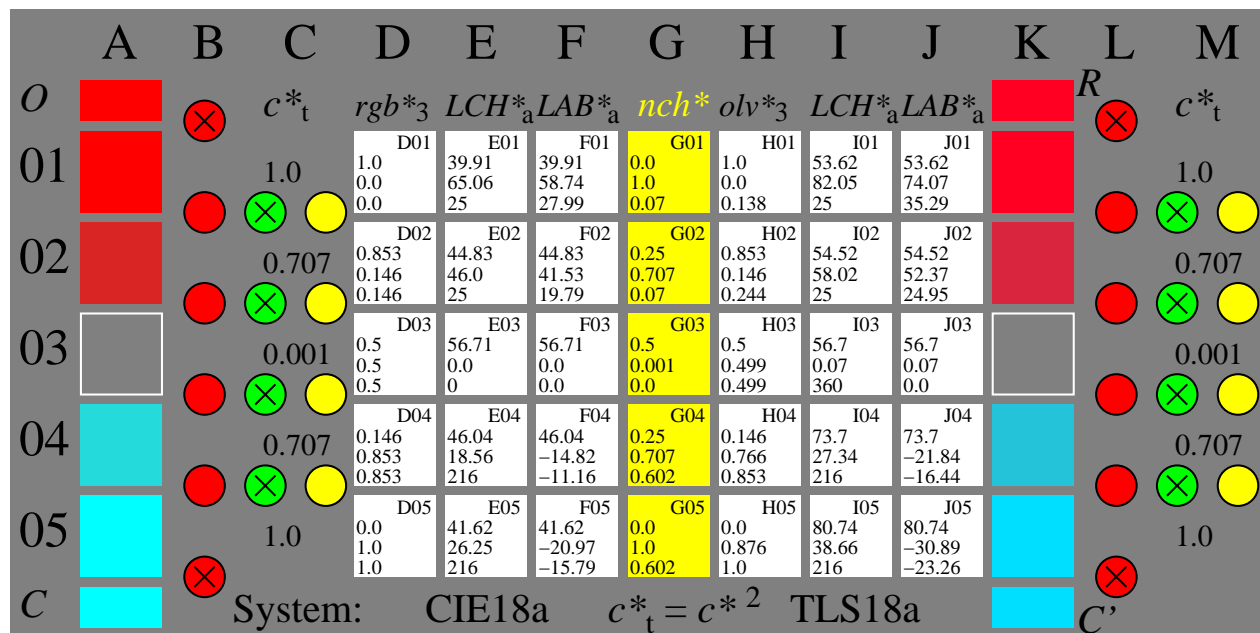 A B C D E F G H I J K L M
O c*t rgb*3 LCH*a LAB*a nch* olv*3 LCH*a LAB*a R c*t
D01 E01 F01 G01 H01 I01 J01
01 1.0 39.91 39.91 0.0 1.0 53.62 53.62
1.0 0.0 65.06 58.74 1.0 0.0 82.05 74.07 1.0
0.0 25 27.99 0.07 0.138 25 35.29
D02 E02 F02 G02 H02 I02 J02
02 0.853 44.83 44.83 0.25 0.853 54.52 54.52
0.707 0.146 46.0 41.53 0.707 0.146 58.02 52.37 0.707
0.146 25 19.79 0.07 0.244 25 24.95
D03 E03 F03 G03 H03 I03 J03
03 0.5 56.71 56.71 0.5 0.5 56.7 56.7
0.001 0.5 0.0 0.0 0.001 0.499 0.07 0.07 0.001
0.5 0 0.0 0.0 0.499 360 0.0
D04 E04 F04 G04 H04 I04 J04
04 0.146 46.04 46.04 0.25 0.146 73.7 73.7
0.707 0.853 18.56 −14.82 0.707 0.766 27.34 −21.84 0.707
0.853 216 −11.16 0.602 0.853 216 −16.44
D05 E05 F05 G05 H05 I05 J05
05 0.0 41.62 41.62 0.0 0.0 80.74 80.74
1.0 1.0 26.25 −20.97 1.0 0.876 38.66 −30.89 1.0
1.0 216 −15.79 0.602 1.0 216 −23.26
C System: CIE18a c*t = c* 2 TLS18a C'